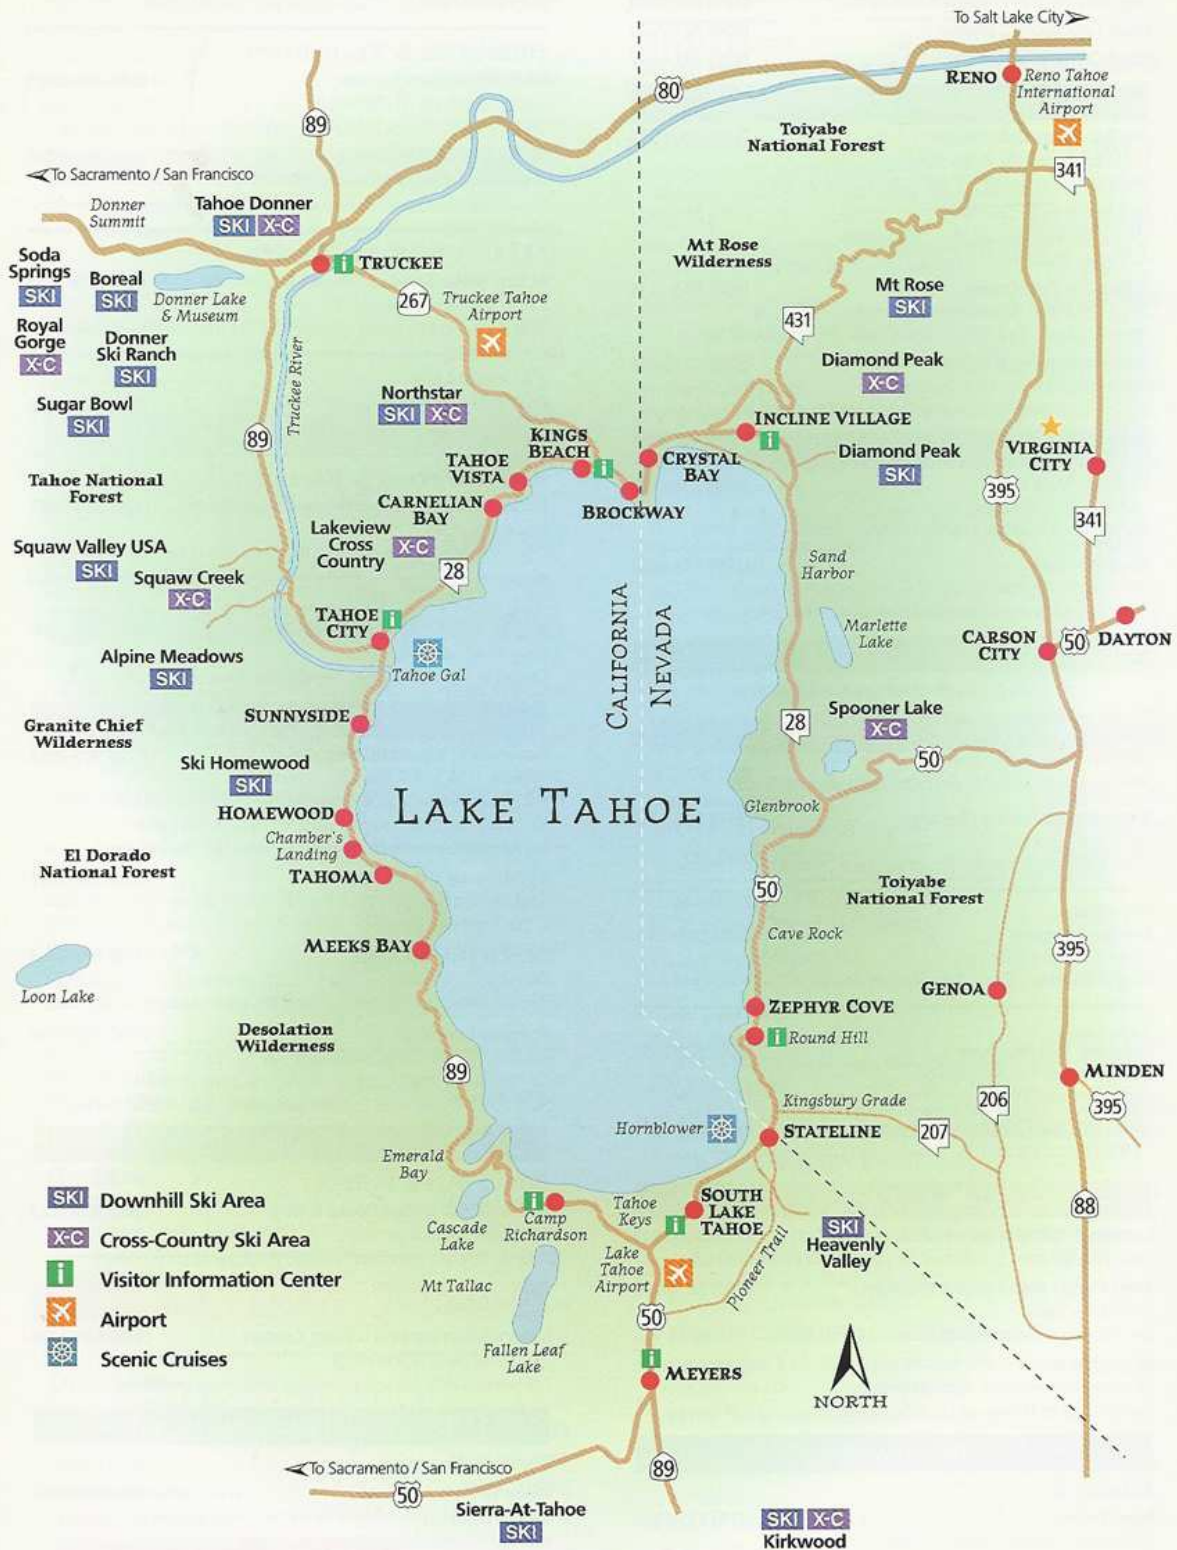 To Salt Lake City
RENO
Reno Tahoe
International
Airport
80
89
Toiyabe
National Forest
341
To Sacramento / San Francisco
Donner
Summit
Tahoe Donner
SKI X-C
Mt Rose
Wilderness
Soda
Springs
SKI
Boreal
SKI
Donner Lake
& Museum
TRUCKEE
i
267
Truckee Tahoe
Airport
Mt Rose
SKI
431
Royal
Gorge
X-C
Donner
Ski Ranch
SKI
Truckee River
Diamond Peak
X-C
Northstar
SKI X-C
Sugar Bowl
SKI
89
KINGS
BEACH
i
INCLINE VILLAGE
i
VIRGINIA
CITY
TAHOE
VISTA
CRYSTAL
BAY
Diamond Peak
SKI
Tahoe National
Forest
CARNELIAN
BAY
BROCKWAY
395
341
Squaw Valley USA
SKI
Lakeview
Cross
Country
X-C
28
Sand
Harbor
Squaw Creek
X-C
CALIFORNIA
NEVADA
TAHOE
CITY
i
Marlette
Lake
CARSON
CITY
50
DAYTON
Alpine Meadows
SKI
Tahoe Gal
Granite Chief
Wilderness
SUNNYSIDE
28
Spooner Lake
X-C
50
Ski Homewood
SKI
LAKE TAHOE
Glenbrook
HOMEWOOD
Chamber's
Landing
El Dorado
National Forest
TAHOMA
50
Toiyabe
National Forest
Cave Rock
MEEKS BAY
395
Loon Lake
GENOA
ZEPHYR COVE
i
Round Hill
Desolation
Wilderness
89
MINDEN
Kingsbury Grade
206
395
Hornblower
STATELINE
207
Emerald
Bay
SKI Downhill Ski Area
X-C Cross-Country Ski Area
i Visitor Information Center
Airport
Scenic Cruises
Cascade
Lake
i
Camp
Richardson
Tahoe
Keys
SOUTH
LAKE
TAHOE
i
88
SKI
Heavenly
Valley
Lake
Tahoe
Airport
Pioneer Trail
Mt Tallac
50
Fallen Leaf
Lake
i
MEYERS
NORTH
To Sacramento / San Francisco
50
89
Sierra-At-Tahoe
SKI
SKI X-C
Kirkwood